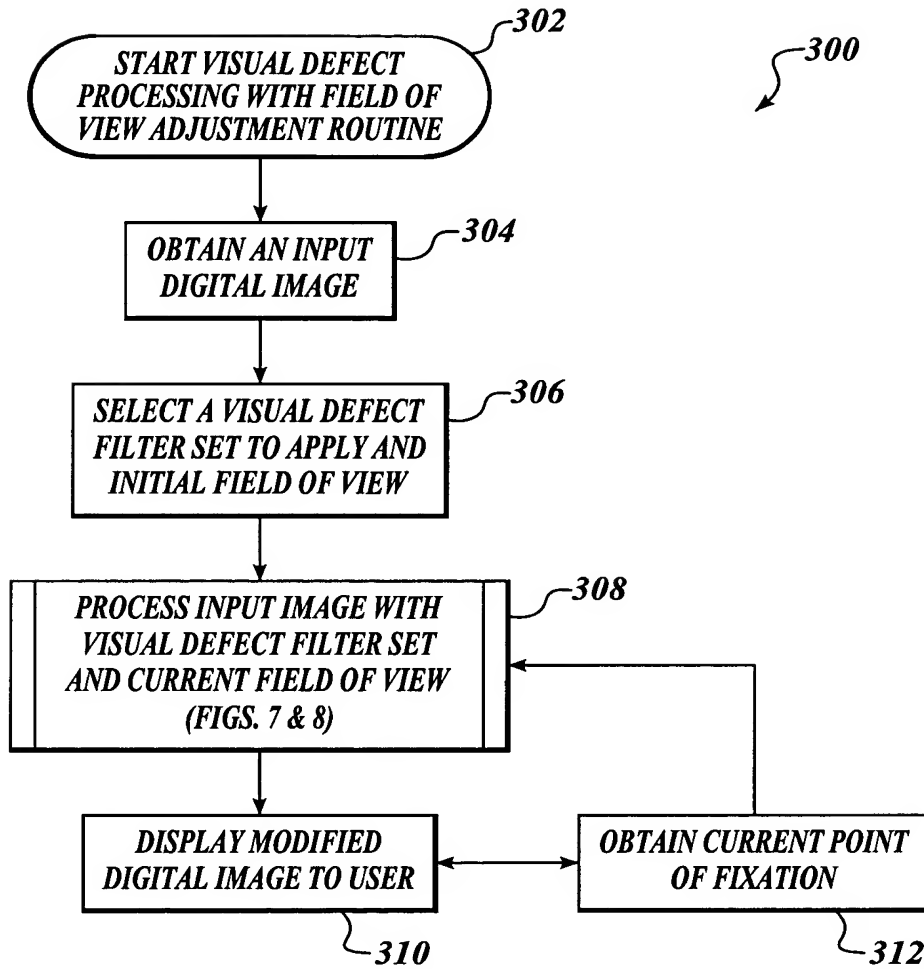 302
START VISUAL DEFECT
PROCESSING WITH FIELD OF
VIEW ADJUSTMENT ROUTINE
300
304
OBTAIN AN INPUT
DIGITAL IMAGE
306
SELECT A VISUAL DEFECT
FILTER SET TO APPLY AND
INITIAL FIELD OF VIEW
308
PROCESS INPUT IMAGE WITH
VISUAL DEFECT FILTER SET
AND CURRENT FIELD OF VIEW
(FIGS. 7 & 8)
DISPLAY MODIFIED
DIGITAL IMAGE TO USER
310
OBTAIN CURRENT POINT
OF FIXATION
312